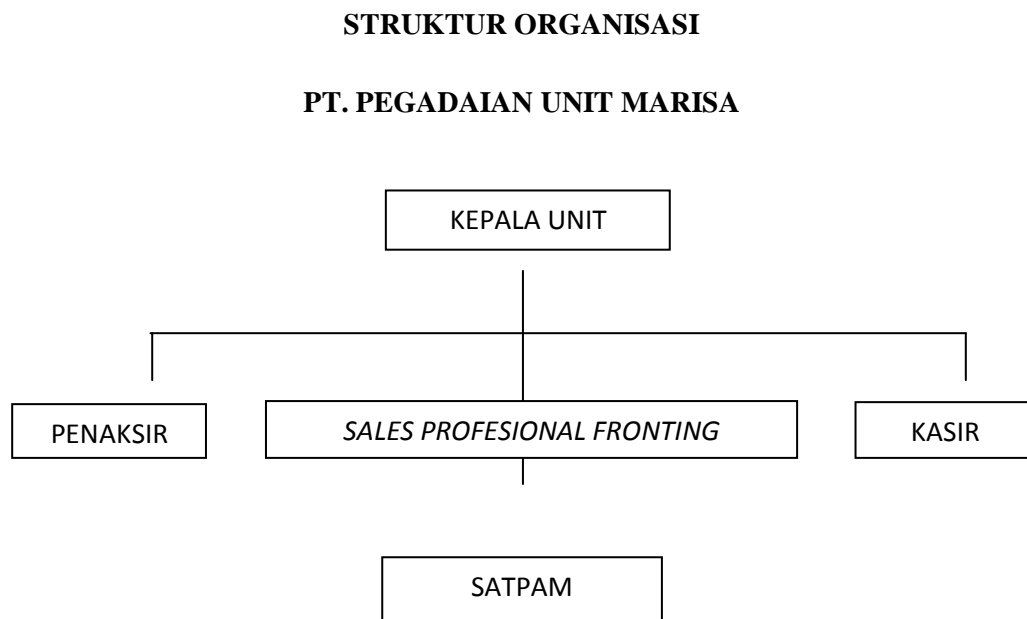 STRUKTUR ORGANISASI
PT. PEGADAIAN UNIT MARISA
KEPALA UNIT
PENAKSIR
SALES PROFESIONAL FRONTING
KASIR
SATPAM